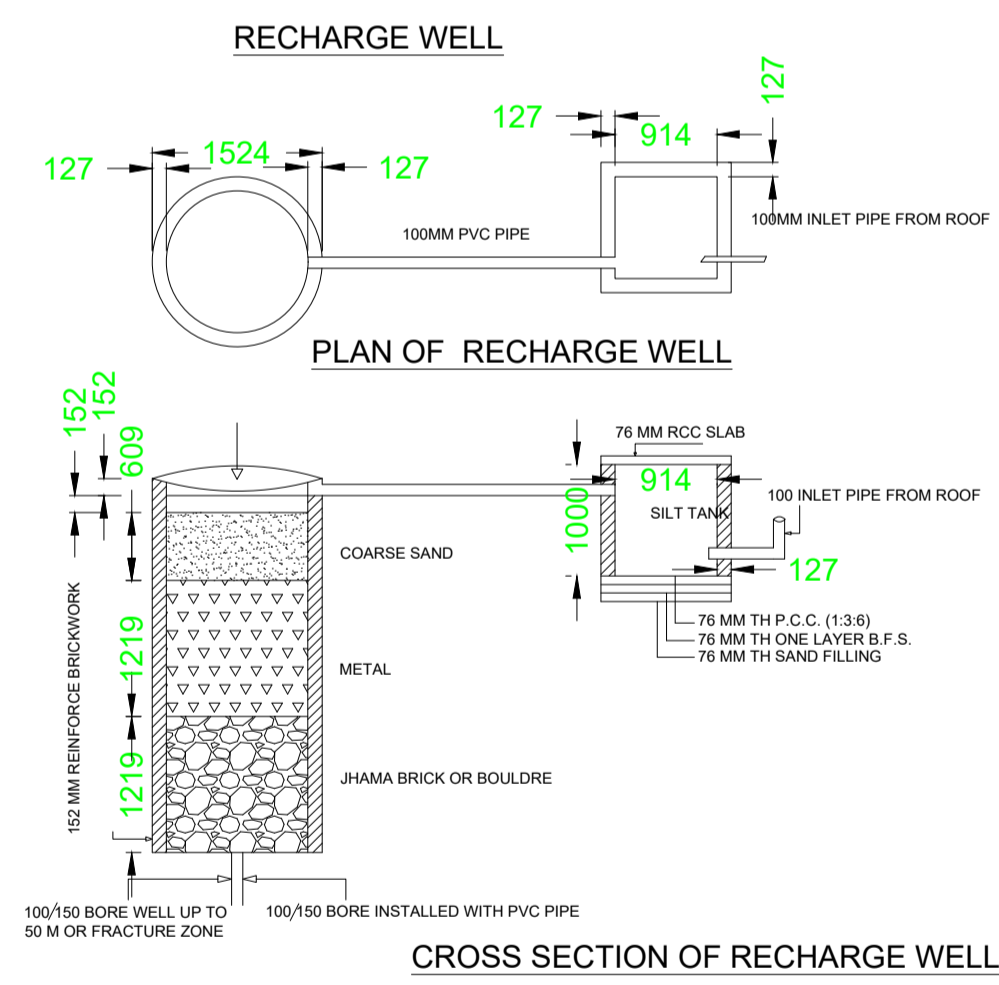 RECHARGE WELL
127
1524
127
127
914
127
100MM PVC PIPE
100MM INLET PIPE FROM ROOF
PLAN OF RECHARGE WELL
152
152
609
1219
1219
152 MM REINFORCE BRICKWORK
COARSE SAND
METAL
JHAMA BRICK OR BOULDRE
76 MM RCC SLAB
914
1000
SILT TANK
100 INLET PIPE FROM ROOF
127
76 MM TH P.C.C. (1:3:6)
76 MM TH ONE LAYER B.F.S.
76 MM TH SAND FILLING
100/150 BORE WELL UP TO
50 M OR FRACTURE ZONE
100/150 BORE INSTALLED WITH PVC PIPE
CROSS SECTION OF RECHARGE WELL